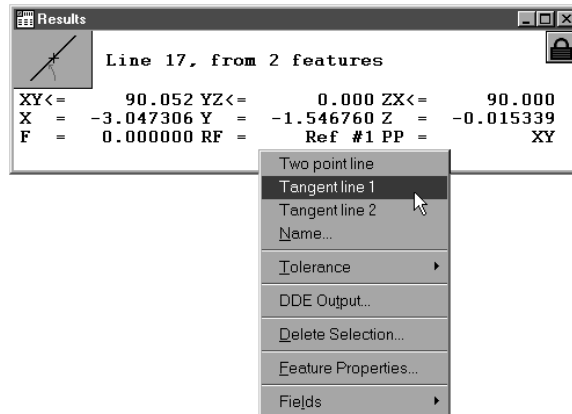 Results
Line 17, from 2 features
XY<= 90.052 YZ<= 0.000 ZX<= 90.000
X = -3.047306 Y = -1.546760 Z = -0.015339
F = 0.000000 RF = Ref #1 PP = XY
Two point line
Tangent line 1
Tangent line 2
Name...
Tolerance
DDE Output...
Delete Selection...
Feature Properties...
Fields